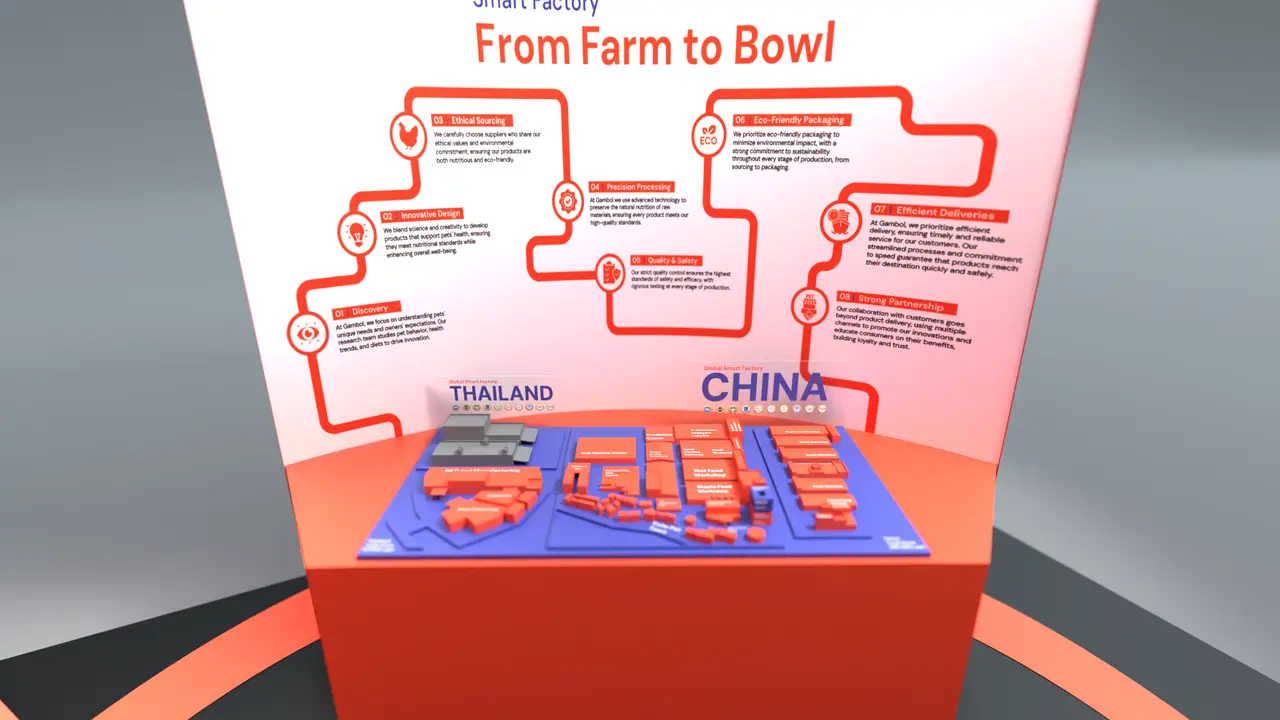 Smart Factory
From Farm to Bowl
01 Discovery
At Gambol, we focus on understanding pets'
unique needs and owners' expectations. Our
research team studies pet behavior, health
trends, and diets to drive innovation.
02 Innovative Design
We blend science and creativity to develop
products that support pets' health, ensuring
they meet nutritional standards while
enhancing overall well-being.
03 Ethical Sourcing
We carefully choose suppliers who share our
ethical values and environmental
commitment, ensuring our products are
both nutritious and eco-friendly.
04 Precision Processing
At Gambol we use advanced technology to
preserve the natural nutrition of raw
materials, ensuring every product meets our
high-quality standards.
05 Quality & Safety
Our strict quality control ensures the highest
standards of safety and efficacy, with
rigorous testing at every stage of production.
ECO
06 Eco-Friendly Packaging
We prioritize eco-friendly packaging to
minimize environmental impact, with a
strong commitment to sustainability
throughout every stage of production, from
sourcing to packaging.
07 Efficient Deliveries
At Gambol, we prioritize efficient
delivery, ensuring timely and reliable
service for our customers. Our
streamlined processes and commitment
to speed guarantee that products reach
their destination quickly and safely.
PET
08 Strong Partnership
Our collaboration with customers goes
beyond product delivery, using multiple
channels to promote our innovations and
educate consumers on their benefits,
building loyalty and trust.
Global Smart Factory
THAILAND
Global Smart Factory
CHINA
Wet Food
Workshop
Staple Food
Workshop